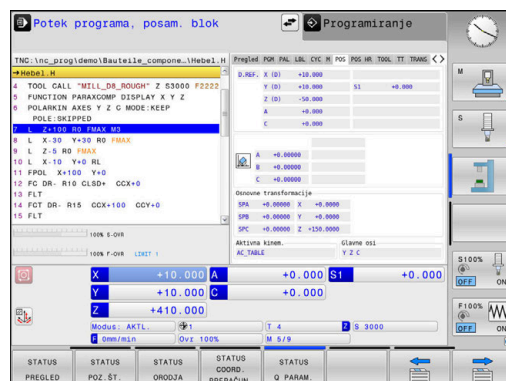 Potek programa, posam. blok
Programiranje
TNC:\nc_prog\demo\Bauteile_compone…\Hebel.H
→Hebel.H
4 TOOL CALL "MILL_D8_ROUGH" Z S3000 F2222
5 FUNCTION PARAXCOMP DISPLAY X Y Z
6 POLARKIN AXES Y Z C MODE:KEEP
POLE:SKIPPED
7 L Z+100 R0 FMAX M3
8 L X-30 Y+30 R0 FMAX
9 L Z-5 R0 FMAX
10 L X-10 Y+0 RL
11 FPOL X+100 Y+0
12 FC DR- R10 CLSD+ CCX+0
13 FLT
14 FCT DR- R15 CCX+100 CCY+0
15 FLT
100% S-OVR
100% F-OVR LIMIT 1
Pregled PGM PAL LBL CYC M POS POS HR TOOL TT TRANS
D.REF. X (D) +10.000
Y (D) +10.000 S1 +0.000
Z (D) -50.000
A +0.000
C +0.000
A +0.00000
B +0.00000
C +0.00000
Osnovne transformacije
SPA +0.00000 X +0.0000
SPB +0.00000 Y +0.0000
SPC +0.00000 Z +150.0000
Aktivna kinem. Glavne osi
AC_TABLE Y Z C
X +10.000 A +0.000 S1 +0.000
Y +10.000 C +0.000
Z +410.000
Modus: AKTL. 1 T 4 Z S 3000
F 0mm/min Ovr 100% M 5/9
M
S
S100%
OFF ON
F100%
OFF ON
STATUS PREGLED
STATUS POZ.ŠT.
STATUS ORODJA
STATUS COORD. PRERAČUN.
STATUS Q PARAM.